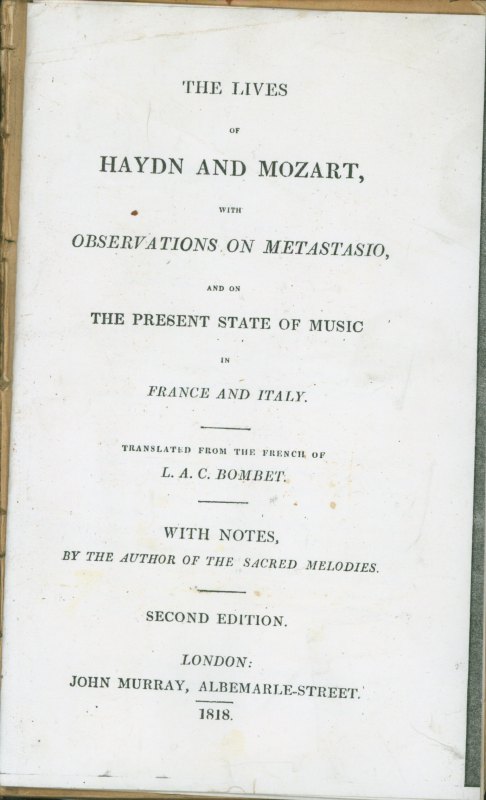 THE LIVES
OF
HAYDN AND MOZART,
WITH
OBSERVATIONS ON METASTASIO,
AND ON
THE PRESENT STATE OF MUSIC
IN
FRANCE AND ITALY.
TRANSLATED FROM THE FRENCH OF
L. A. C. BOMBET.
WITH NOTES,
BY THE AUTHOR OF THE SACRED MELODIES.
SECOND EDITION.
LONDON:
JOHN MURRAY, ALBEMARLE-STREET.
1818.